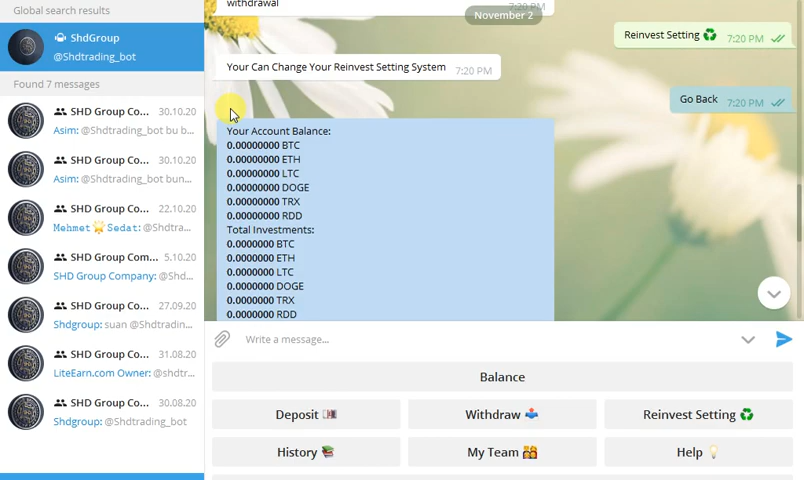 Global search results
ShdGroup
@Shdtrading_bot
Found 7 messages
SHD Group Co... 30.10.20
Asim: @Shdtrading_bot bu b...
SHD Group Co... 30.10.20
Asim: @Shdtrading_bot bun...
SHD Group Co... 22.10.20
Mehmet🌟Sedat: @Shdtra...
SHD Group Co... 5.10.20
SHD Group Company: @Shd...
SHD Group Co... 27.09.20
Shdgroup: suan @Shdtradin...
SHD Group Co... 31.08.20
LiteEarn.com Owner: @shdtr...
SHD Group Co... 30.08.20
Shdgroup: @Shdtrading_bot
withdrawal 7:20 PM
November 2
Reinvest Setting ♻️ 7:20 PM
Your Can Change Your Reinvest Setting System 7:20 PM
Go Back 7:20 PM
Your Account Balance:
0.00000000 BTC
0.00000000 ETH
0.00000000 LTC
0.00000000 DOGE
0.00000000 TRX
0.00000000 RDD
Total Investments:
0.0000000 BTC
0.0000000 ETH
0.0000000 LTC
0.0000000 DOGE
0.0000000 TRX
0.0000000 RDD
Write a message...
Balance
Deposit 💵 Withdraw 📤 Reinvest Setting ♻️
History 📚 My Team 👨‍👩‍👧‍👦 Help 💡